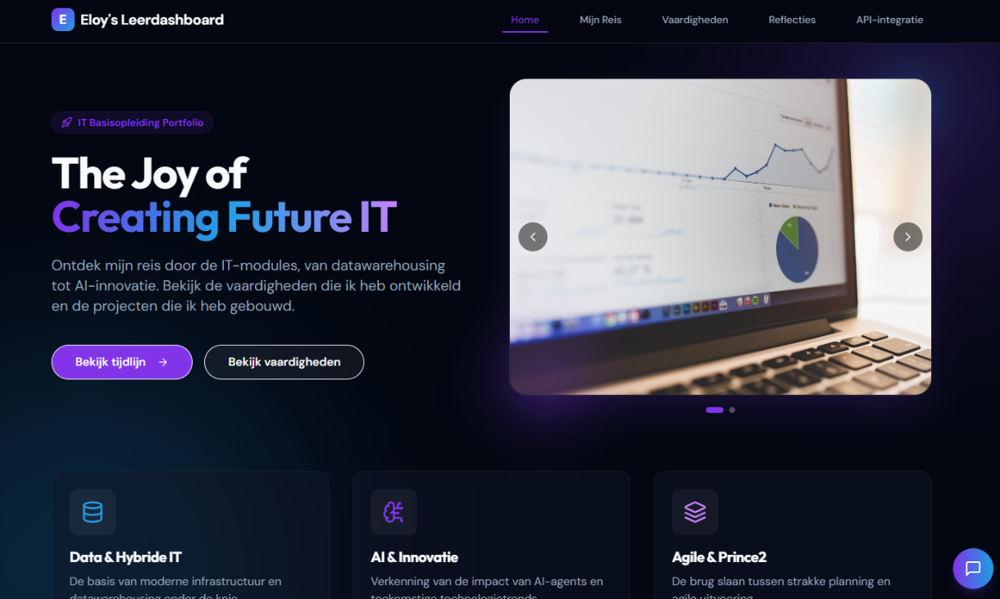 E Eloy's Leerdashboard
Home Mijn Reis Vaardigheden Reflecties API-integratie
IT Basisopleiding Portfolio
The Joy of
Creating Future IT
Ontdek mijn reis door de IT-modules, van datawarehousing
tot AI-innovatie. Bekijk de vaardigheden die ik heb ontwikkeld
en de projecten die ik heb gebouwd.
Bekijk tijdlijn
Bekijk vaardigheden
New Visitor Returning Visitor
Data & Hybride IT
De basis van moderne infrastructuur en
datawarehousing onder de knie
AI & Innovatie
Verkenning van de impact van AI-agents en
toekomstige technologietrends
Agile & Prince2
De brug slaan tussen strakke planning en
agile uitvoering